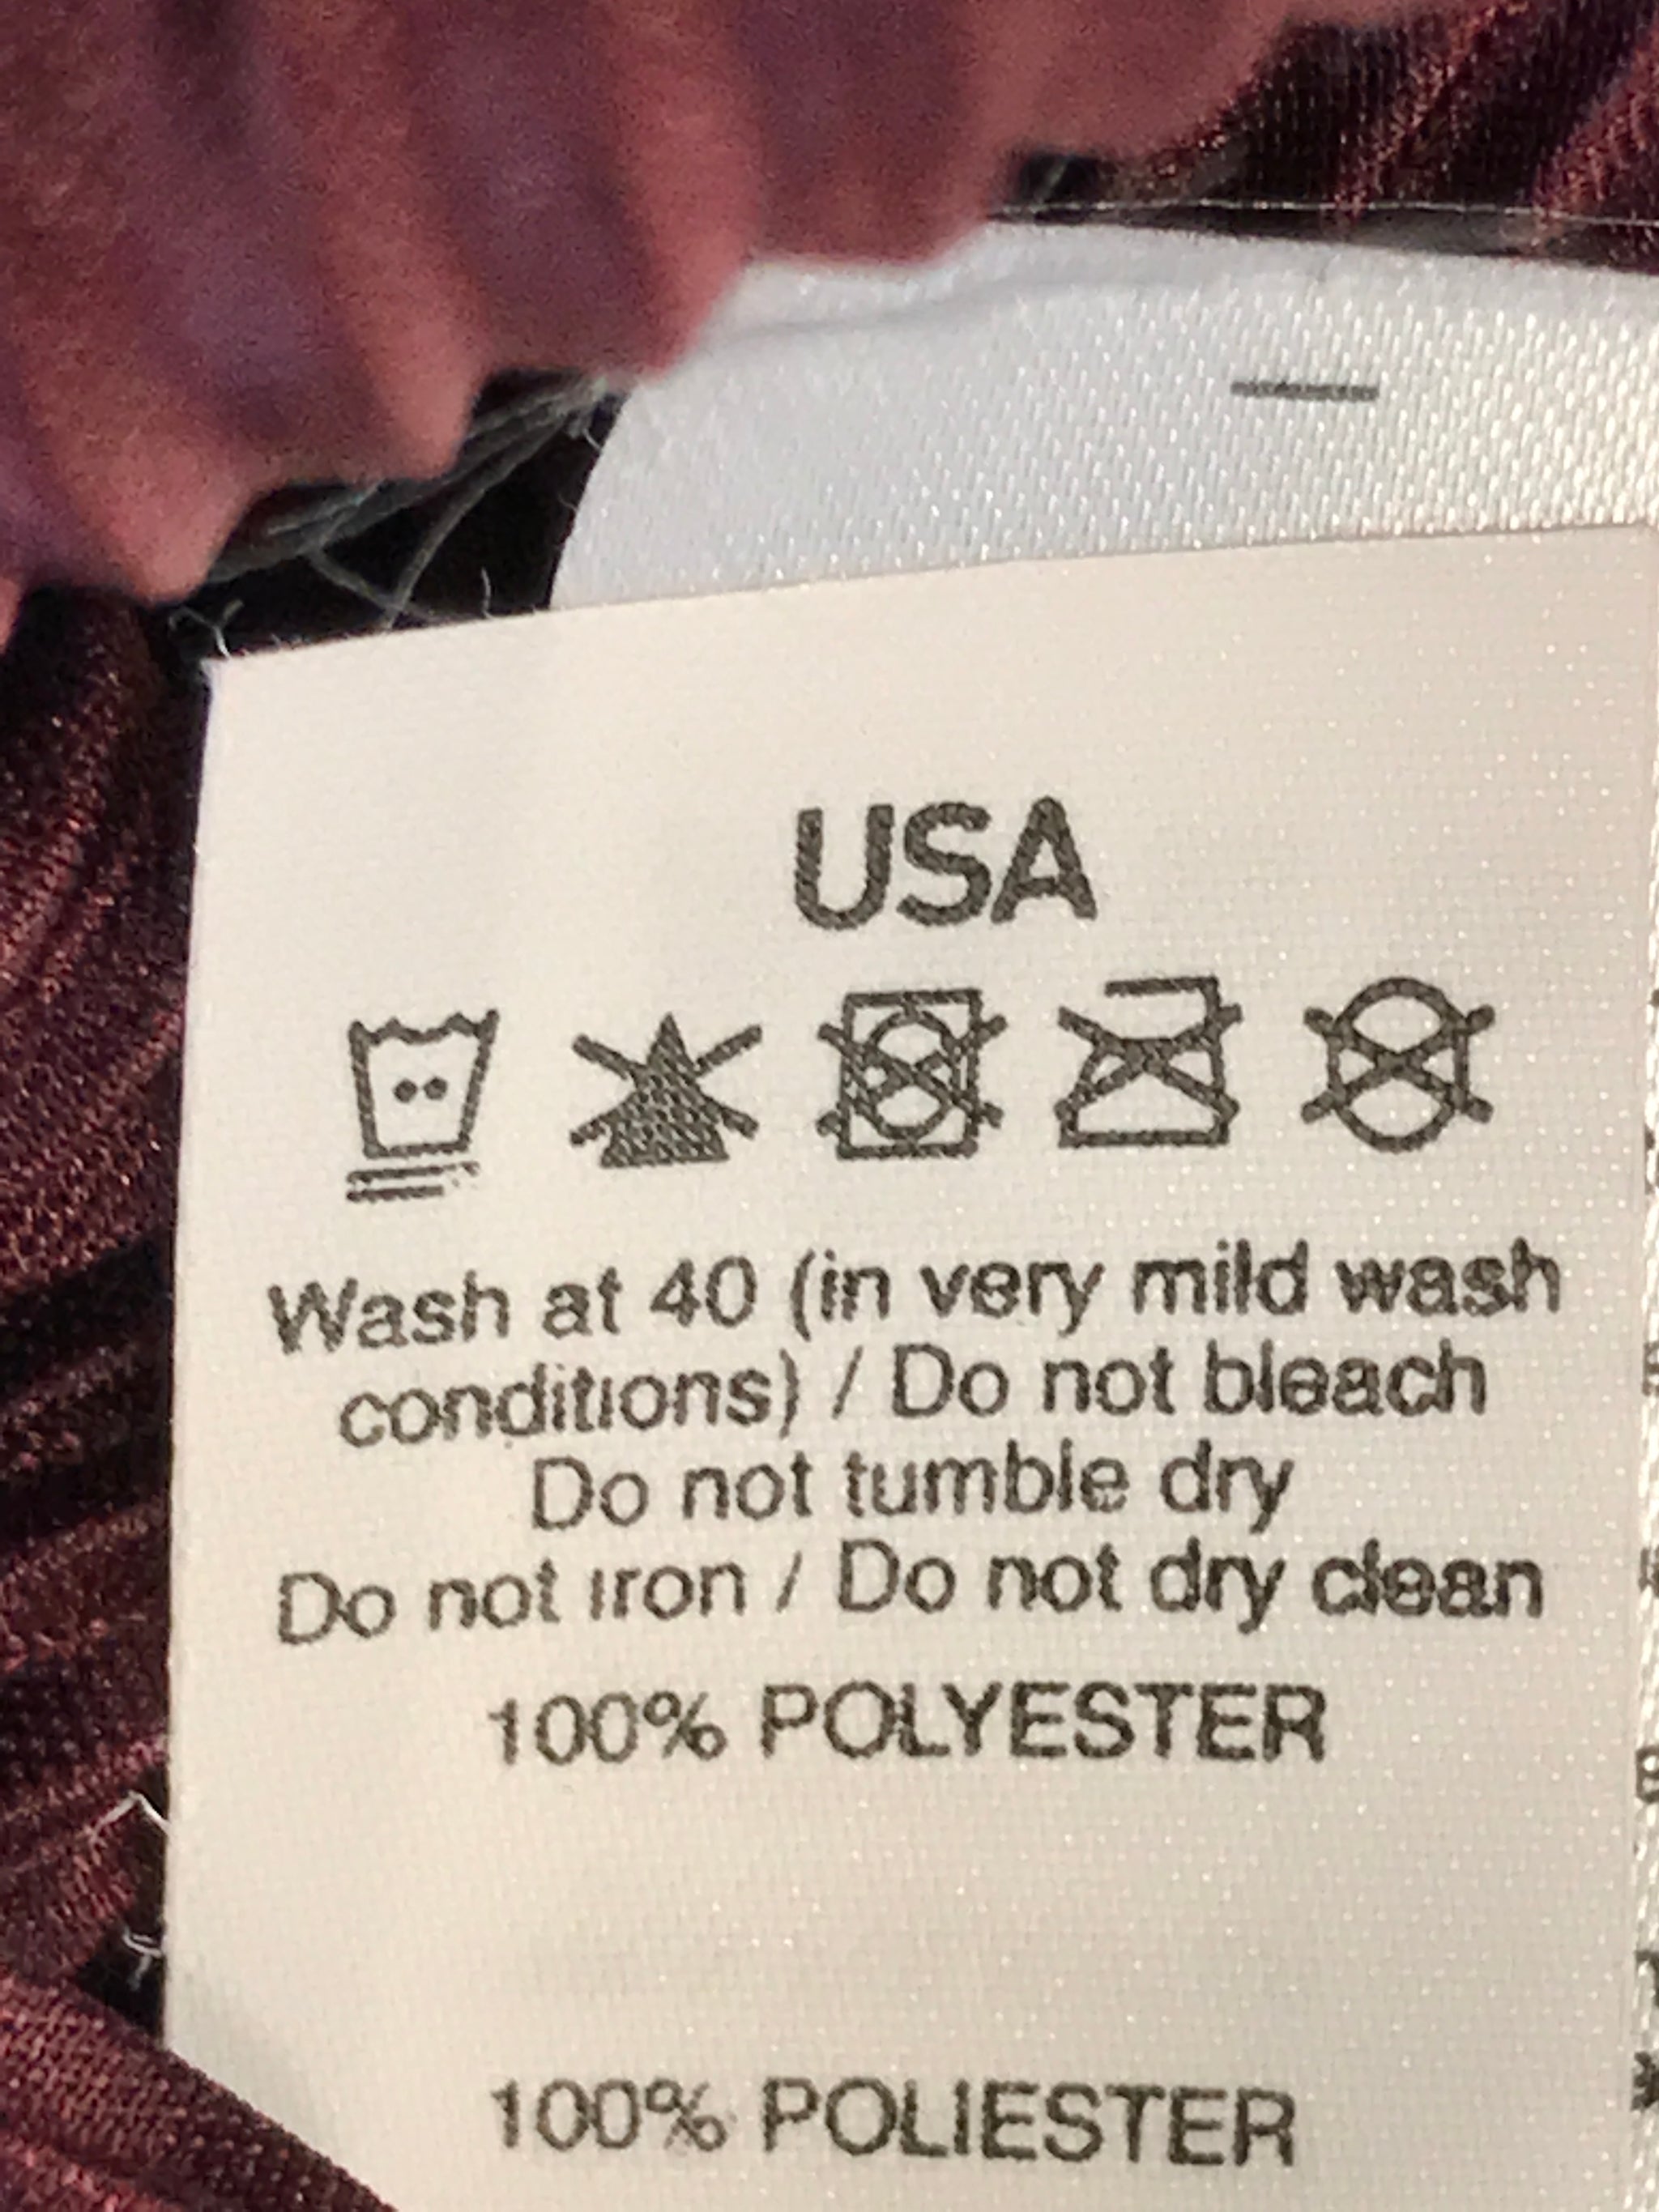 USA
Wash at 40 (in very mild wash
conditions) / Do not bleach
Do not tumble dry
Do not iron / Do not dry clean
100% POLYESTER
100% POLIESTER